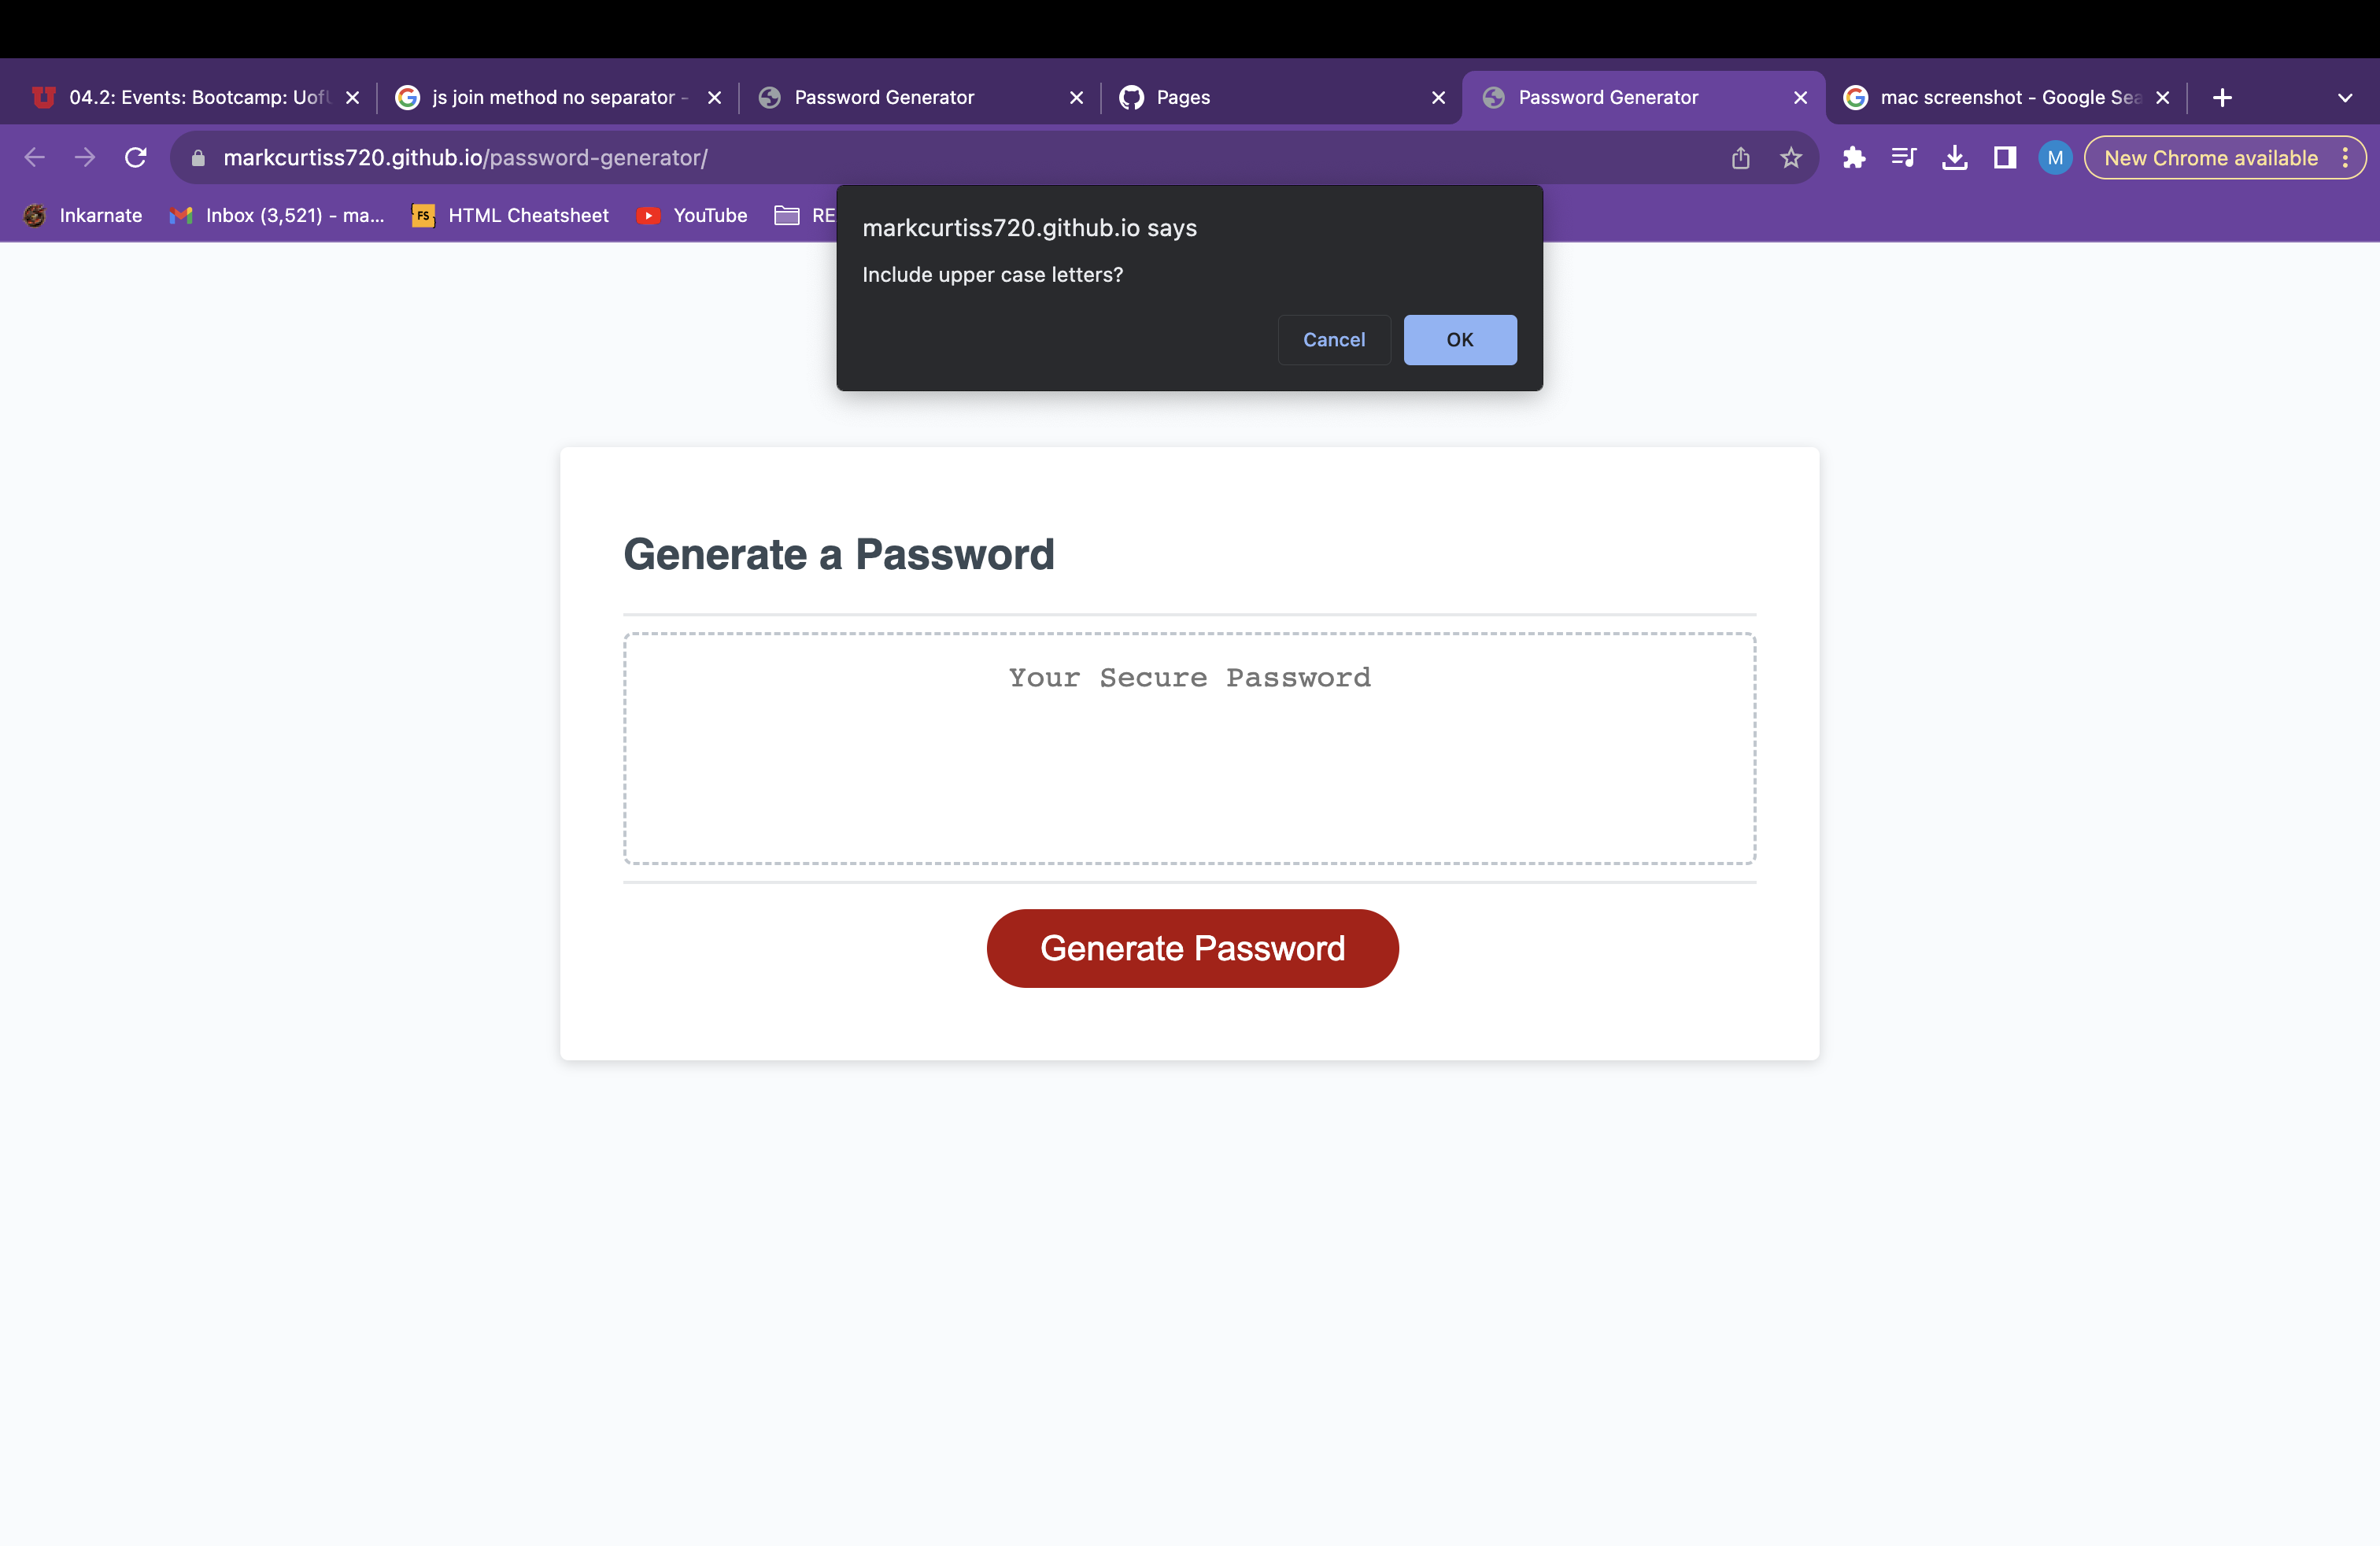 04.2: Events: Bootcamp: UofU
js join method no separator -
Password Generator
Pages
Password Generator
mac screenshot - Google Sea
markcurtiss720.github.io/password-generator/
M
New Chrome available
Inkarnate
Inbox (3,521) - ma...
FS
HTML Cheatsheet
YouTube
RE
markcurtiss720.github.io says
Include upper case letters?
Cancel
OK
Generate a Password
Your Secure Password
Generate Password